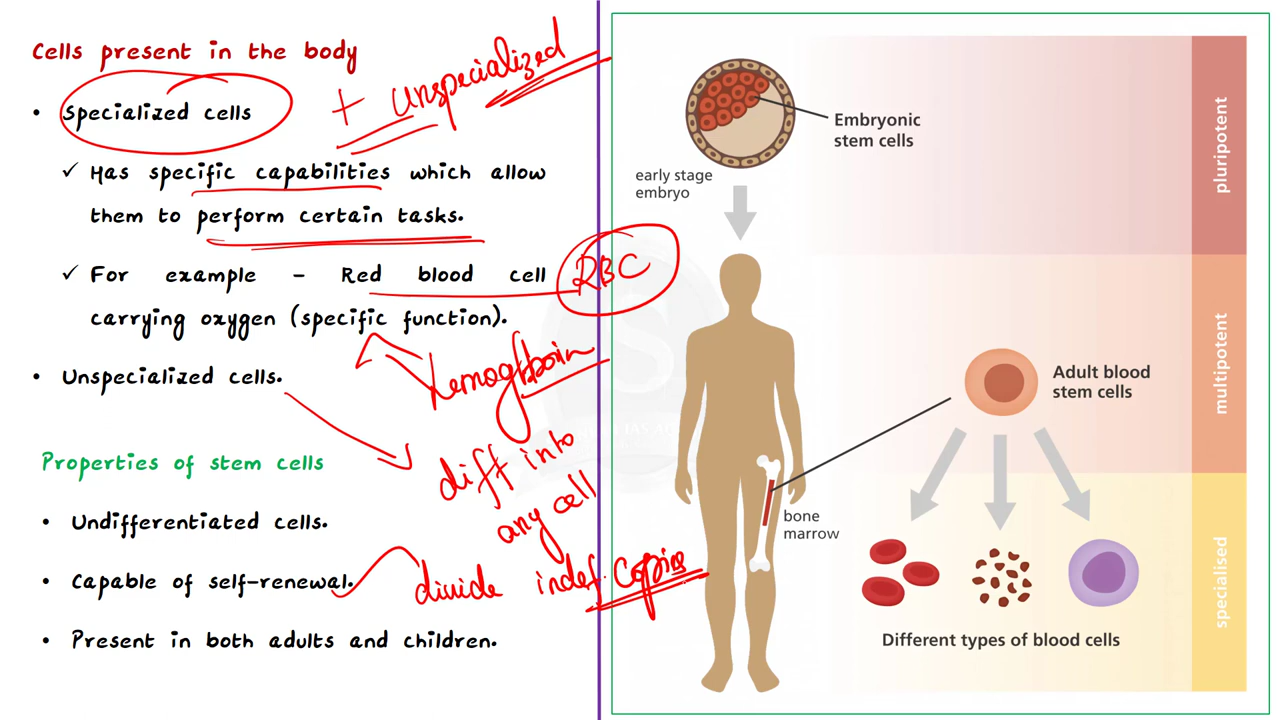 Cells present in the body
+ Unspecialized
• Specialized cells
✓ Has specific capabilities which allow
them to perform certain tasks.
✓ For example – Red blood cell
RBC
carrying oxygen (specific function).
Hemoglobin
• Unspecialized cells.
diff into
any cell
Properties of stem cells
• Undifferentiated cells.
• Capable of self-renewal.
divide indef. Copies
• Present in both adults and children.
Embryonic
stem cells
early stage
embryo
pluripotent
Adult blood
stem cells
multipotent
bone
marrow
Different types of blood cells
specialised